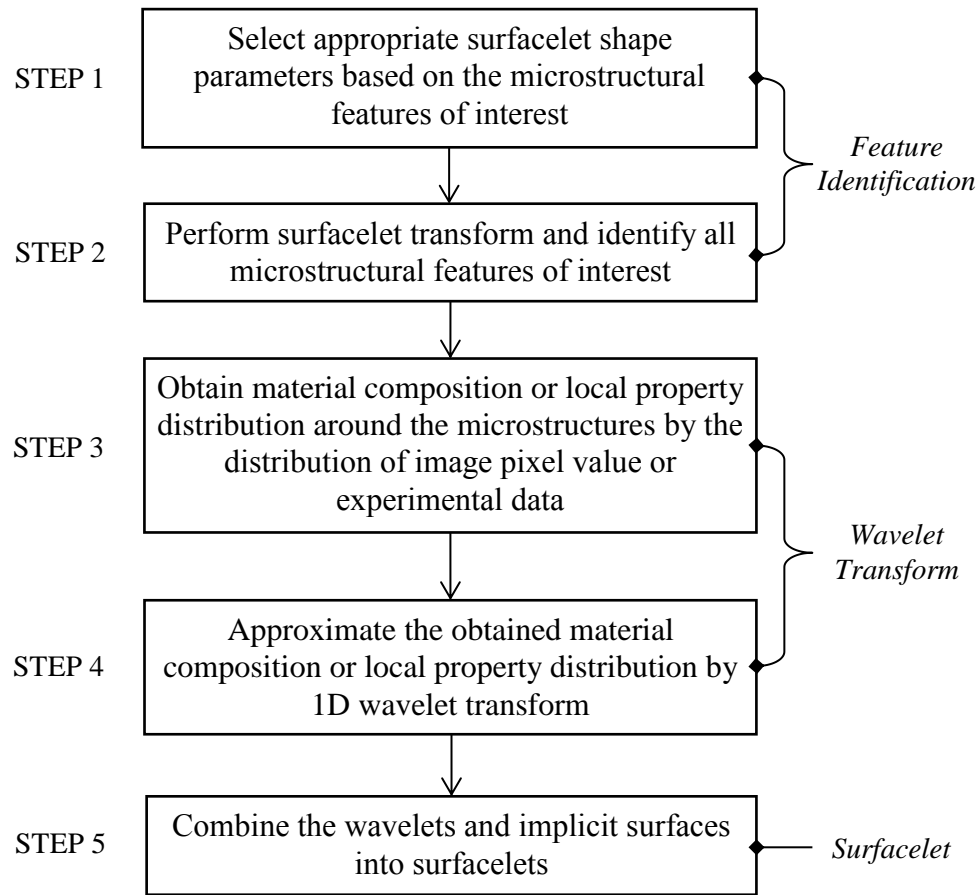 STEP 1
Select appropriate surfacelet shape
parameters based on the microstructural
features of interest
Feature
Identification
STEP 2
Perform surfacelet transform and identify all
microstructural features of interest
STEP 3
Obtain material composition or local property
distribution around the microstructures by the
distribution of image pixel value or
experimental data
Wavelet
Transform
STEP 4
Approximate the obtained material
composition or local property distribution by
1D wavelet transform
STEP 5
Combine the wavelets and implicit surfaces
into surfacelets
Surfacelet